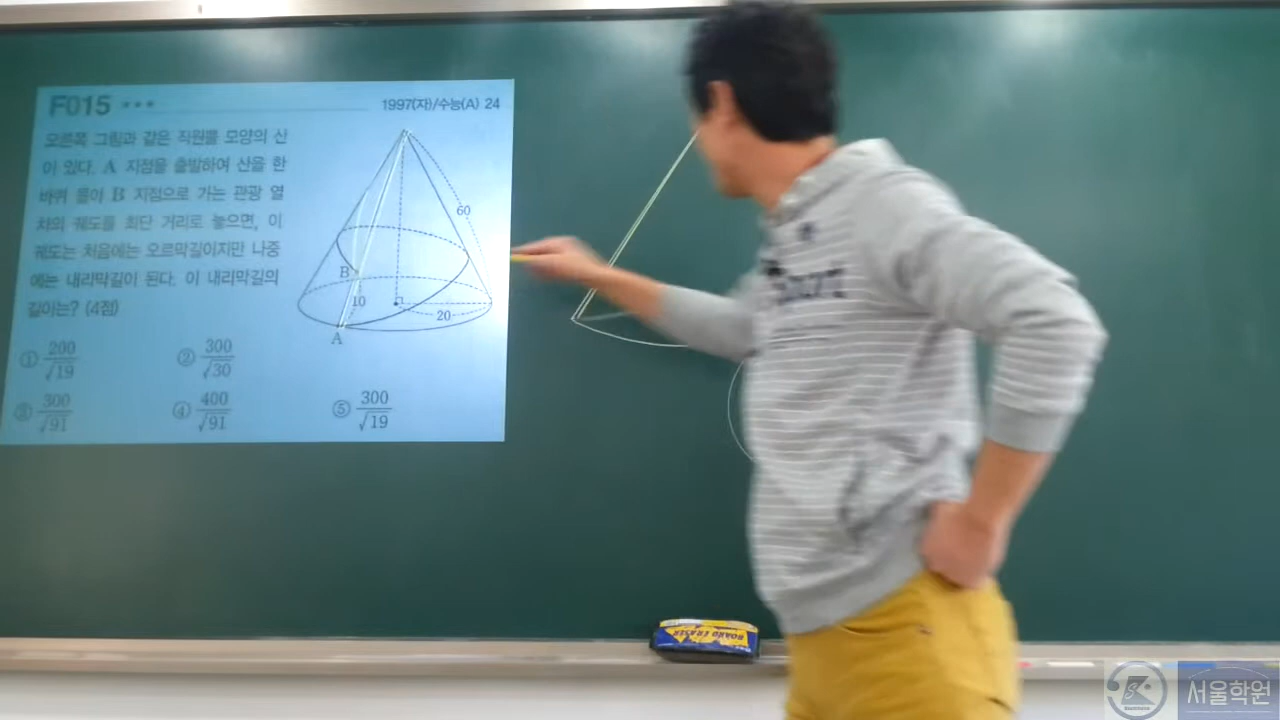 F015 ***
1997(자)/수능(A) 24
오른쪽 그림과 같은 직원뿔 모양의 산
이 있다. A 지점을 출발하여 산을 한
바퀴 돌아 B 지점으로 가는 관광 열
차의 궤도를 최단 거리로 놓으면, 이
궤도는 처음에는 오르막길이지만 나중
에는 내리막길이 된다. 이 내리막길의
길이는? (4점)
60
B
10
20
A
① 200/√19
② 300/√30
③ 300/√91
④ 400/√91
⑤ 300/√19
BOARD ERASER
서울학원